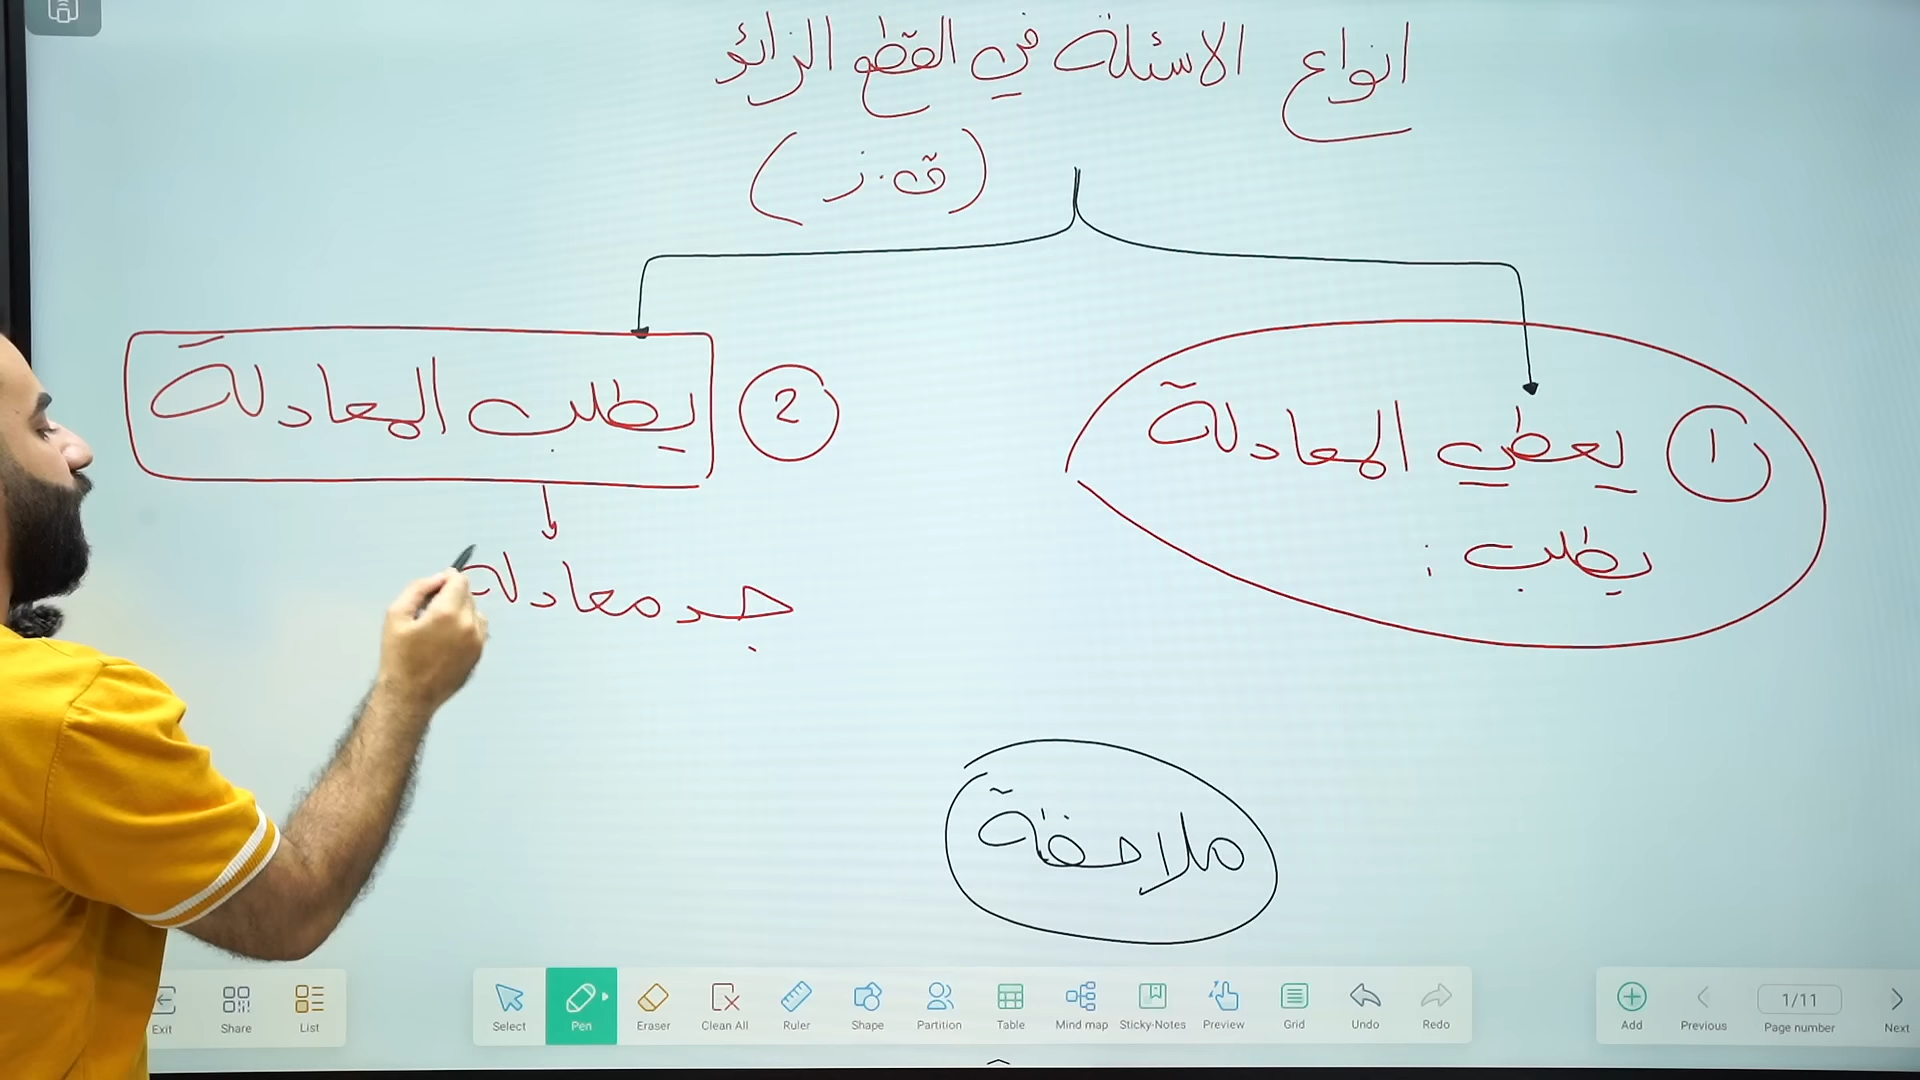 انواع الاسئلة في القطع الزائد
(ق.ز)
① يعطي المعادلة
يطلب :
② يطلب المعادلة
جد معادلة
ملاحظة
Exit
Share
List
Select
Pen
Eraser
Clean All
Ruler
Shape
Partition
Table
Mind map
Sticky-Notes
Preview
Grid
Undo
Redo
Add
Previous
1/11
Page number
Next